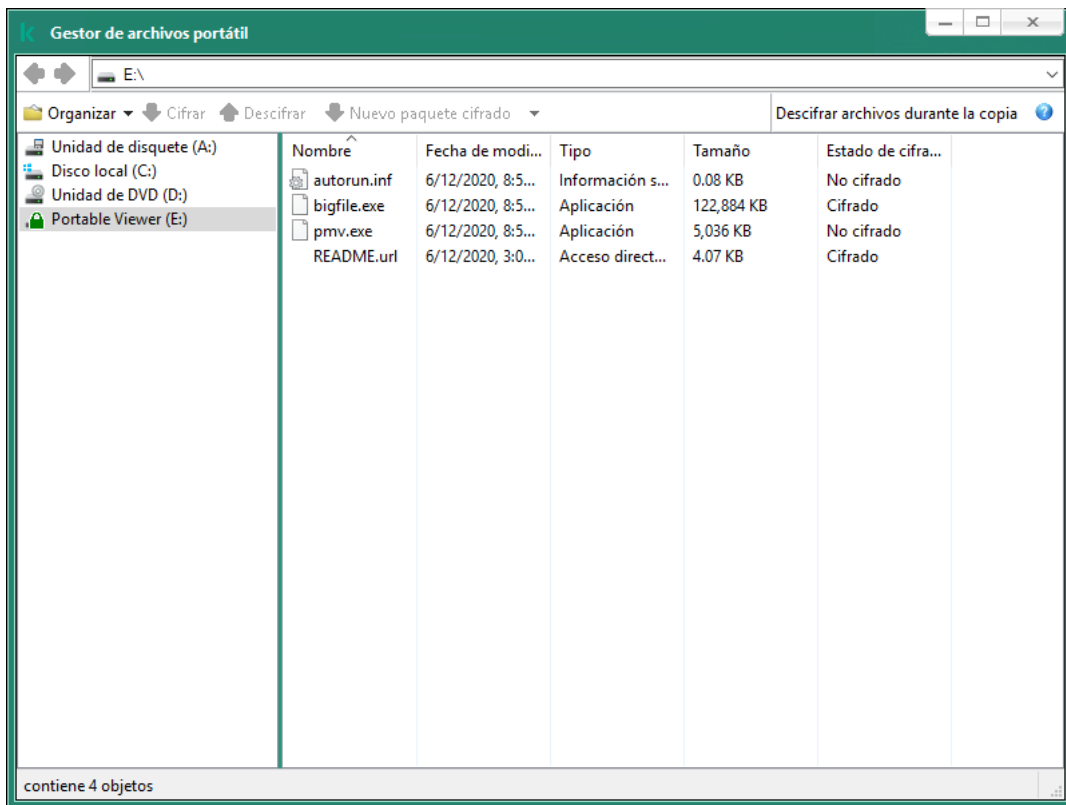 Gestor de archivos portátil
E:\
Organizar Cifrar Descifrar Nuevo paquete cifrado Descifrar archivos durante la copia
Unidad de disquete (A:)
Disco local (C:)
Unidad de DVD (D:)
Portable Viewer (E:)
Nombre Fecha de modi... Tipo Tamaño Estado de cifra...
autorun.inf 6/12/2020, 8:5... Información s... 0.08 KB No cifrado
bigfile.exe 6/12/2020, 8:5... Aplicación 122,884 KB Cifrado
pmv.exe 6/12/2020, 8:5... Aplicación 5,036 KB No cifrado
README.url 6/12/2020, 3:0... Acceso direct... 4.07 KB Cifrado
contiene 4 objetos